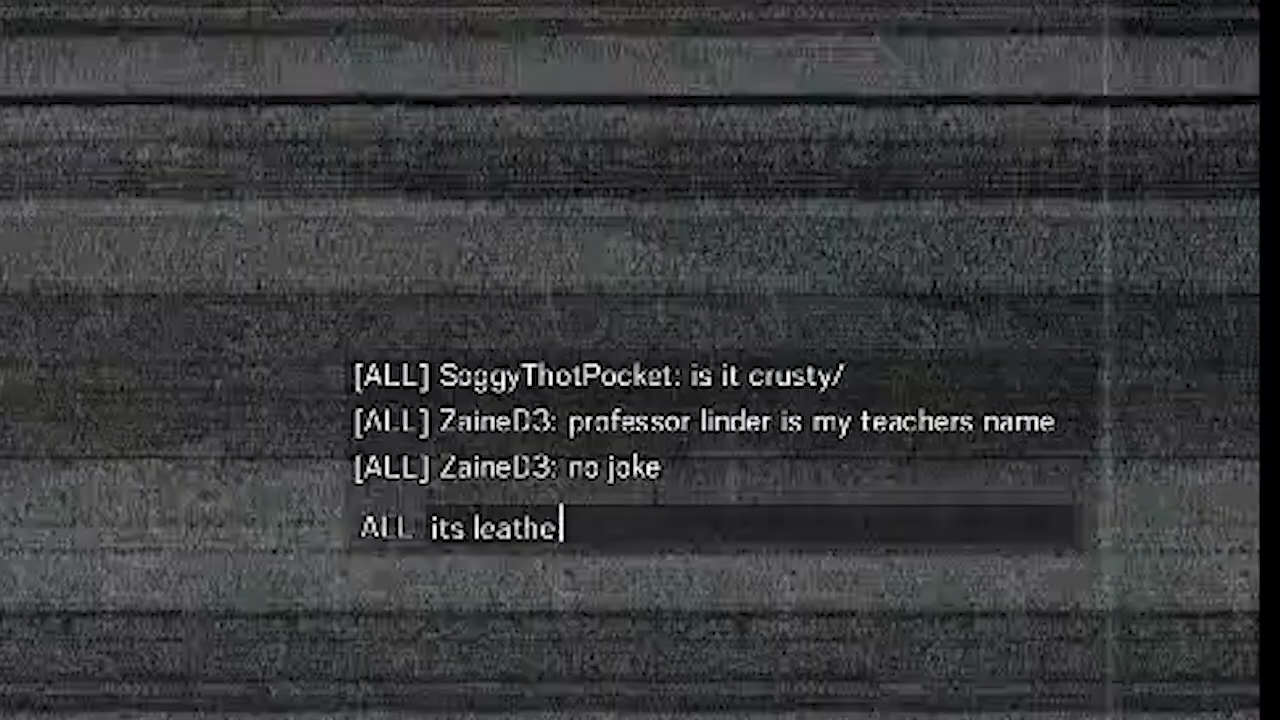 [ALL] SoggyThotPocket: is it crusty/
[ALL] ZaineD3: professor linder is my teachers name
[ALL] ZaineD3: no joke
ALL its leathe